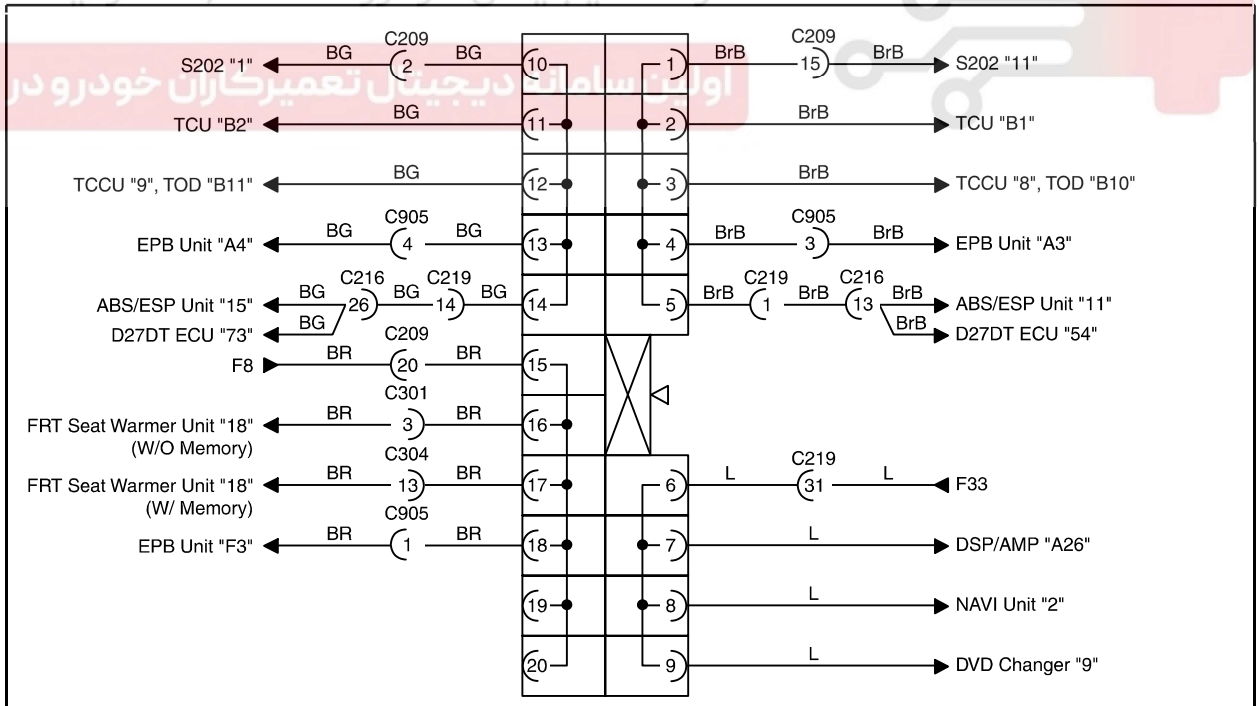 اولین سامانه دیجیتال تعمیرکاران خودرو در
C209 C209
S202 "1" BG 2 BG 10 1 BrB 15 BrB S202 "11"
TCU "B2" BG 11 2 BrB TCU "B1"
TCCU "9", TOD "B11" BG 12 3 BrB TCCU "8", TOD "B10"
C905 C905
EPB Unit "A4" BG 4 BG 13 4 BrB 3 BrB EPB Unit "A3"
C216 C219 C219 C216
ABS/ESP Unit "15" BG 26 BG 14 BG 14 5 BrB 1 BrB 13 BrB ABS/ESP Unit "11"
D27DT ECU "73" BG BrB D27DT ECU "54"
C209
F8 BR 20 BR 15
C301
FRT Seat Warmer Unit "18" BR 3 BR 16
(W/O Memory)
C304 C219
FRT Seat Warmer Unit "18" BR 13 BR 17 6 L 31 L F33
(W/ Memory)
C905
EPB Unit "F3" BR 1 BR 18 7 L DSP/AMP "A26"
19 8 L NAVI Unit "2"
20 9 L DVD Changer "9"